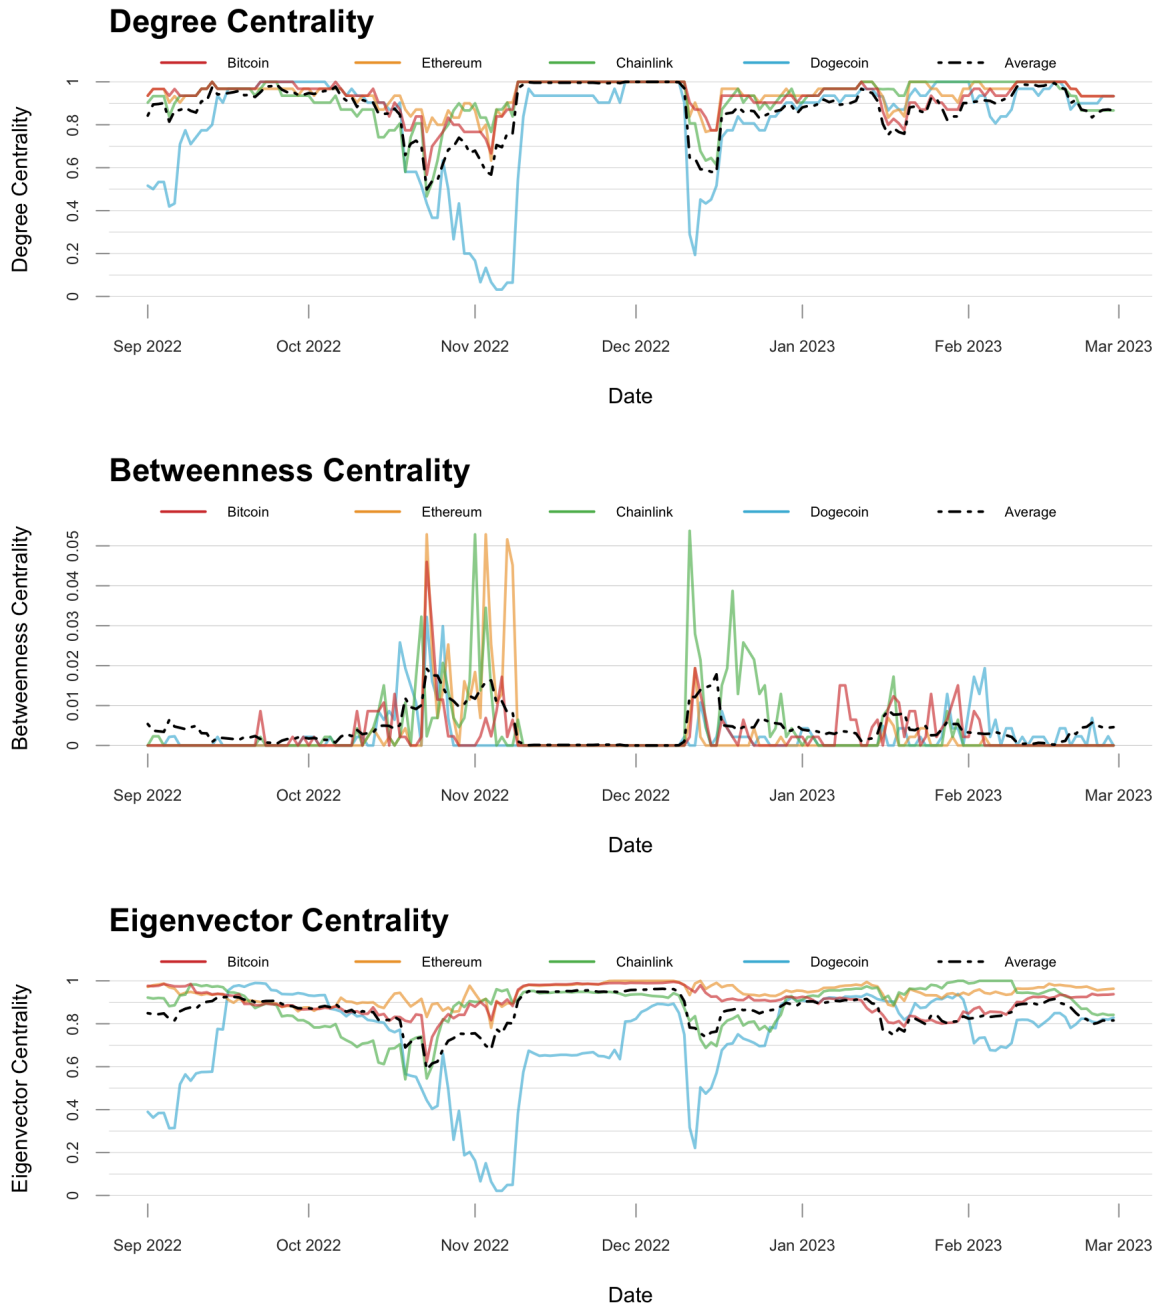 Degree Centrality
Bitcoin Ethereum Chainlink Dogecoin Average
Degree Centrality
1
0.8
0.6
0.4
0.2
0
Sep 2022 Oct 2022 Nov 2022 Dec 2022 Jan 2023 Feb 2023 Mar 2023
Date
Betweenness Centrality
Bitcoin Ethereum Chainlink Dogecoin Average
Betweenness Centrality
0.05
0.04
0.03
0.02
0.01
0
Sep 2022 Oct 2022 Nov 2022 Dec 2022 Jan 2023 Feb 2023 Mar 2023
Date
Eigenvector Centrality
Bitcoin Ethereum Chainlink Dogecoin Average
Eigenvector Centrality
1
0.8
0.6
0.4
0.2
0
Sep 2022 Oct 2022 Nov 2022 Dec 2022 Jan 2023 Feb 2023 Mar 2023
Date